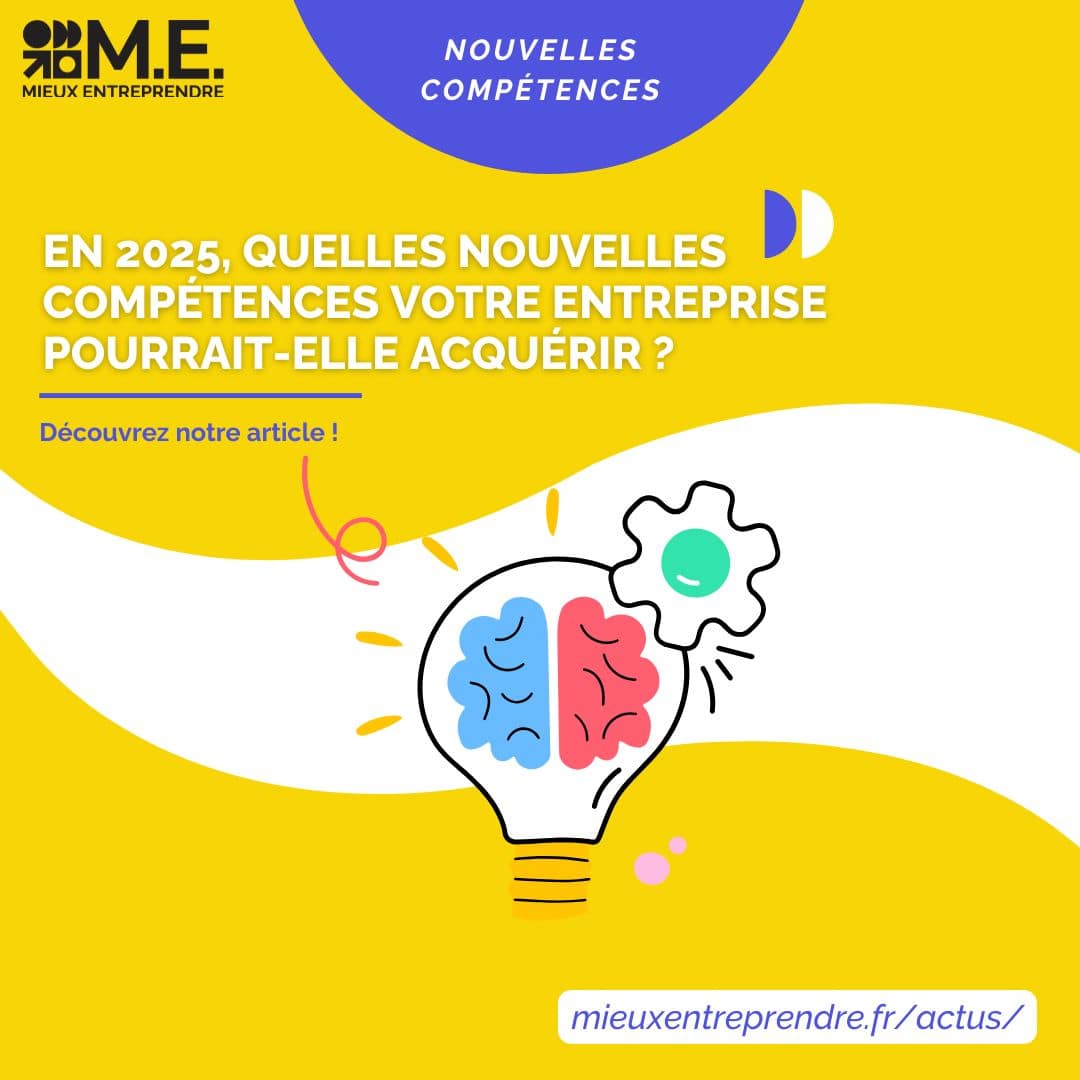 M.E.
MIEUX ENTREPRENDRE
NOUVELLES
COMPÉTENCES
EN 2025, QUELLES NOUVELLES
COMPÉTENCES VOTRE ENTREPRISE
POURRAIT-ELLE ACQUÉRIR ?
Découvrez notre article !
mieuxentreprendre.fr/actus/